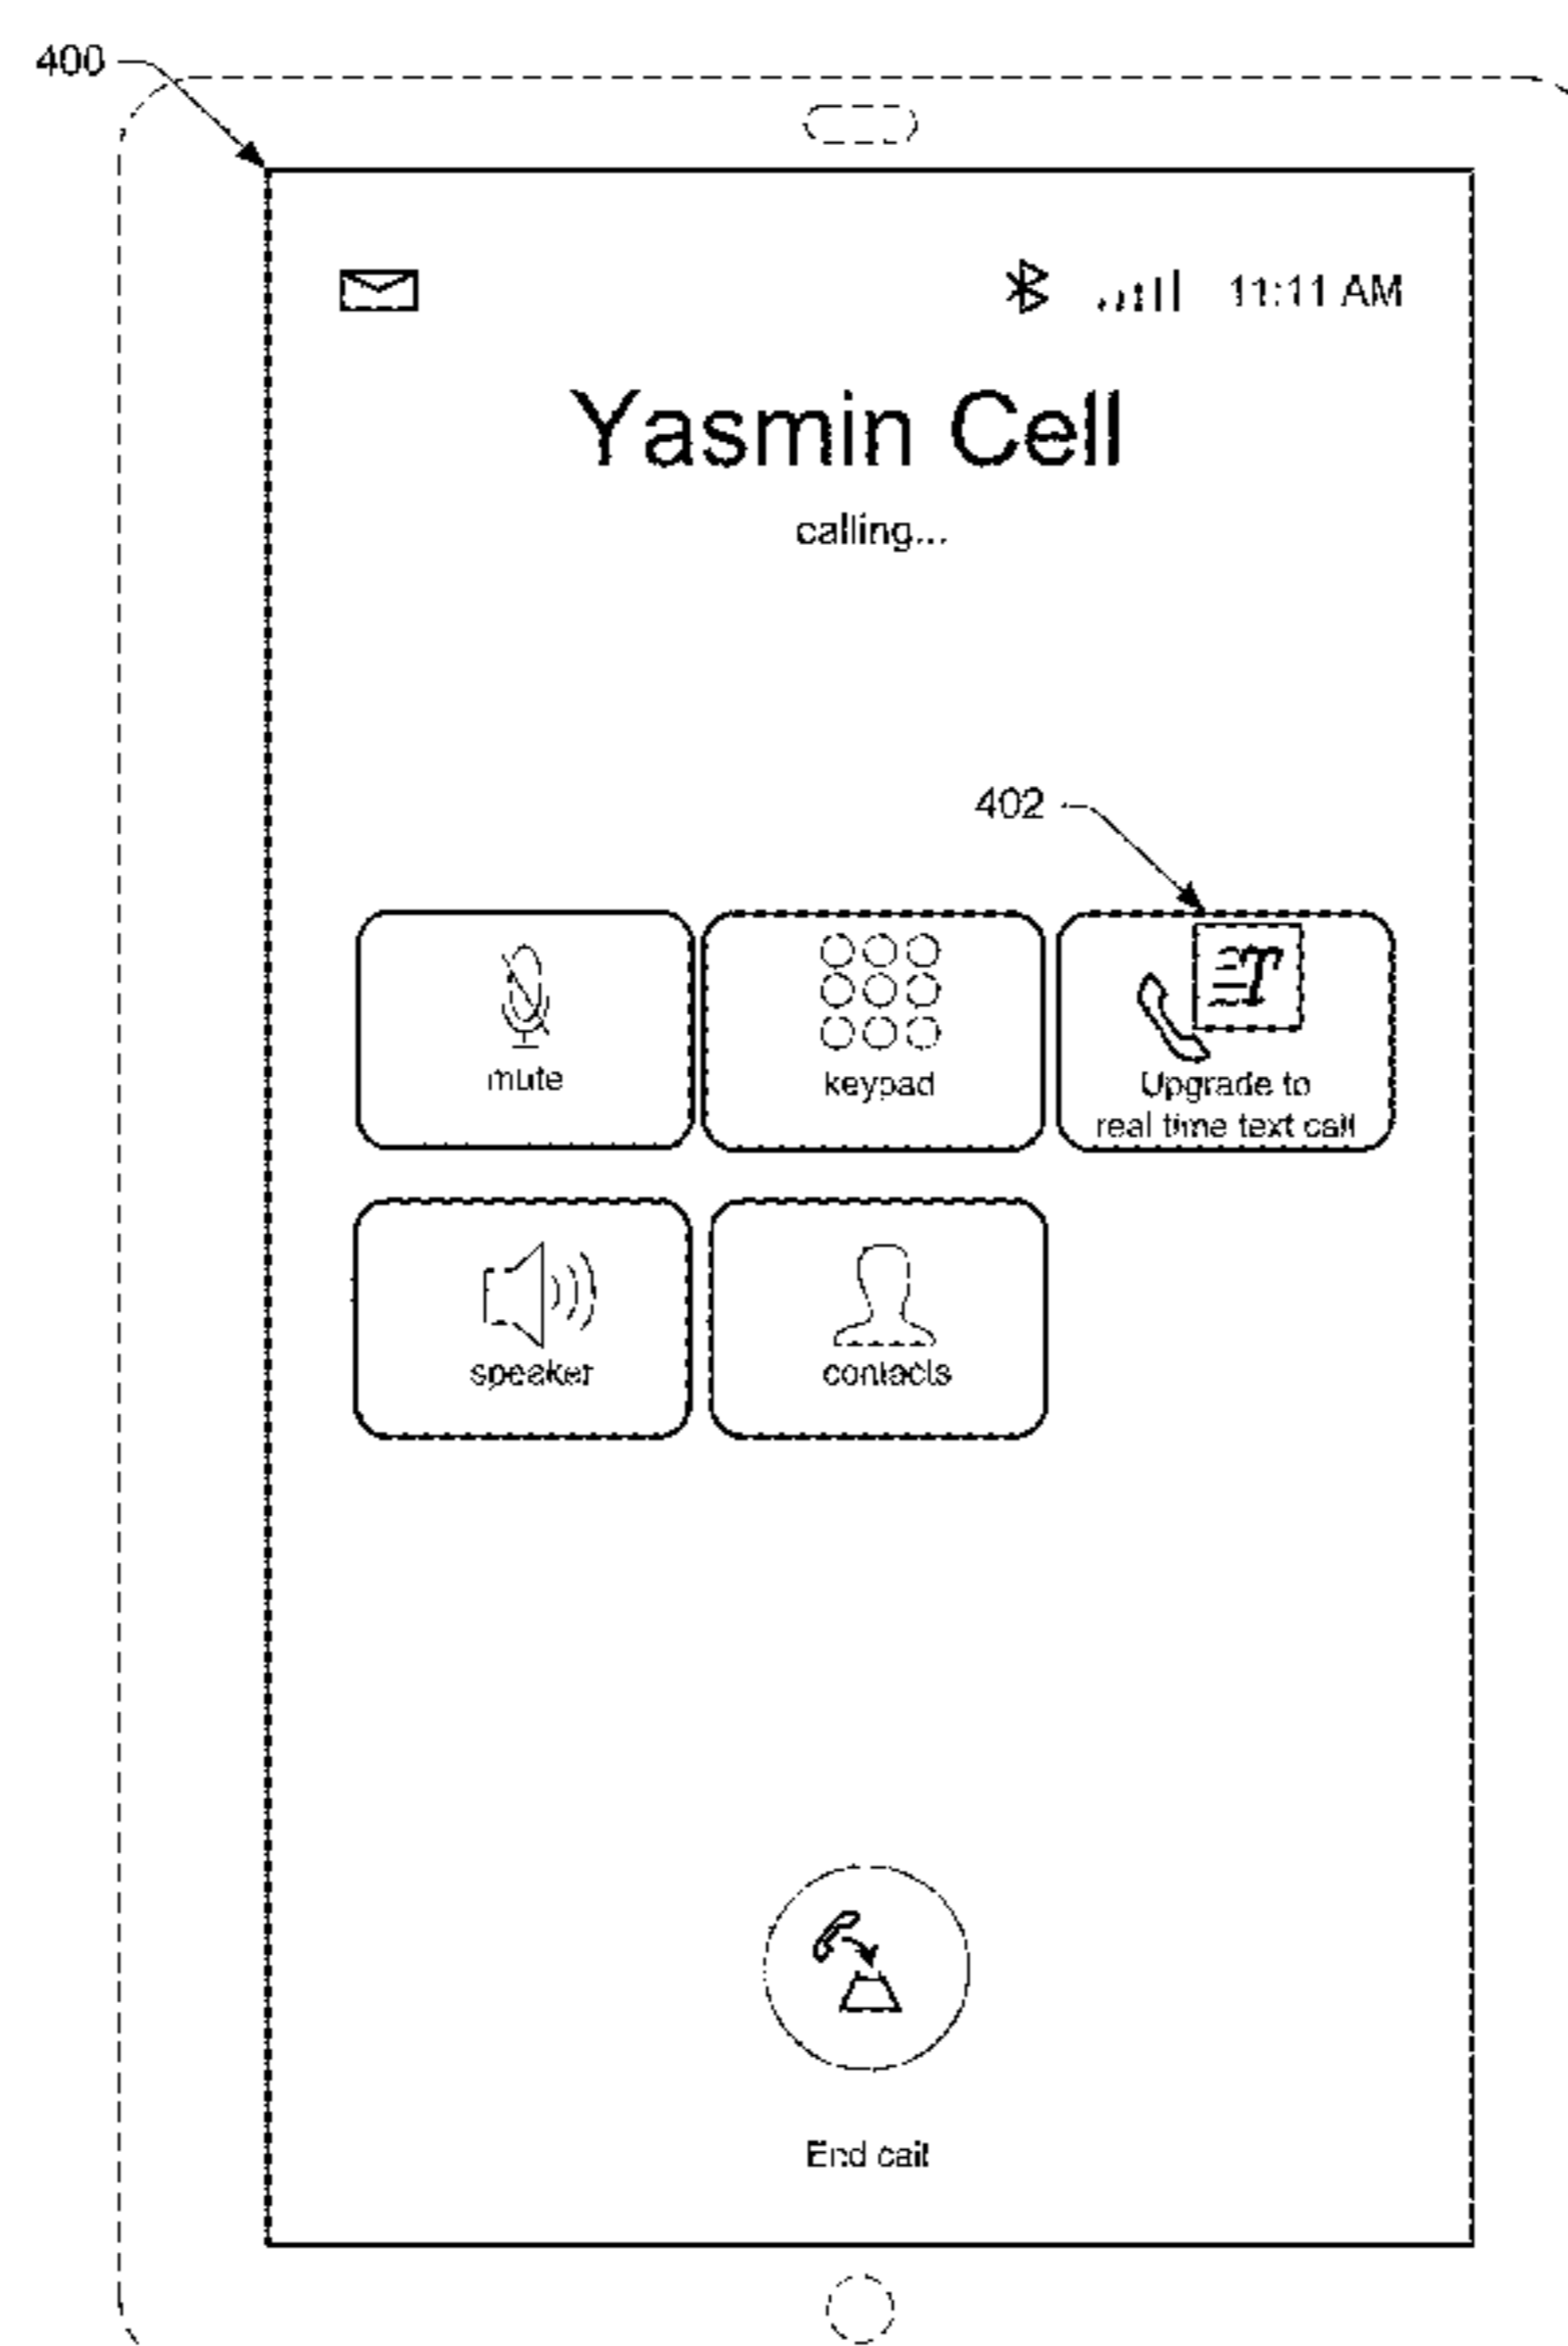 400
11:11 AM
Yasmin Cell
calling...
402
T
mute
keypad
Upgrade to
real time text call
speaker
contacts
End call